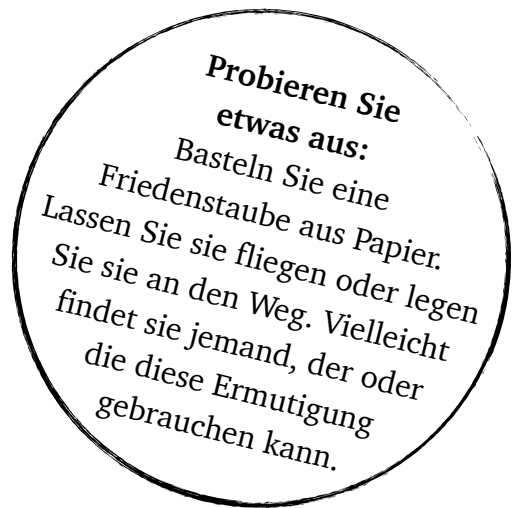 Probieren Sie
etwas aus:
Basteln Sie eine
Friedenstaube aus Papier.
Lassen Sie sie fliegen oder legen
Sie sie an den Weg. Vielleicht
findet sie jemand, der oder
die diese Ermutigung
gebrauchen kann.